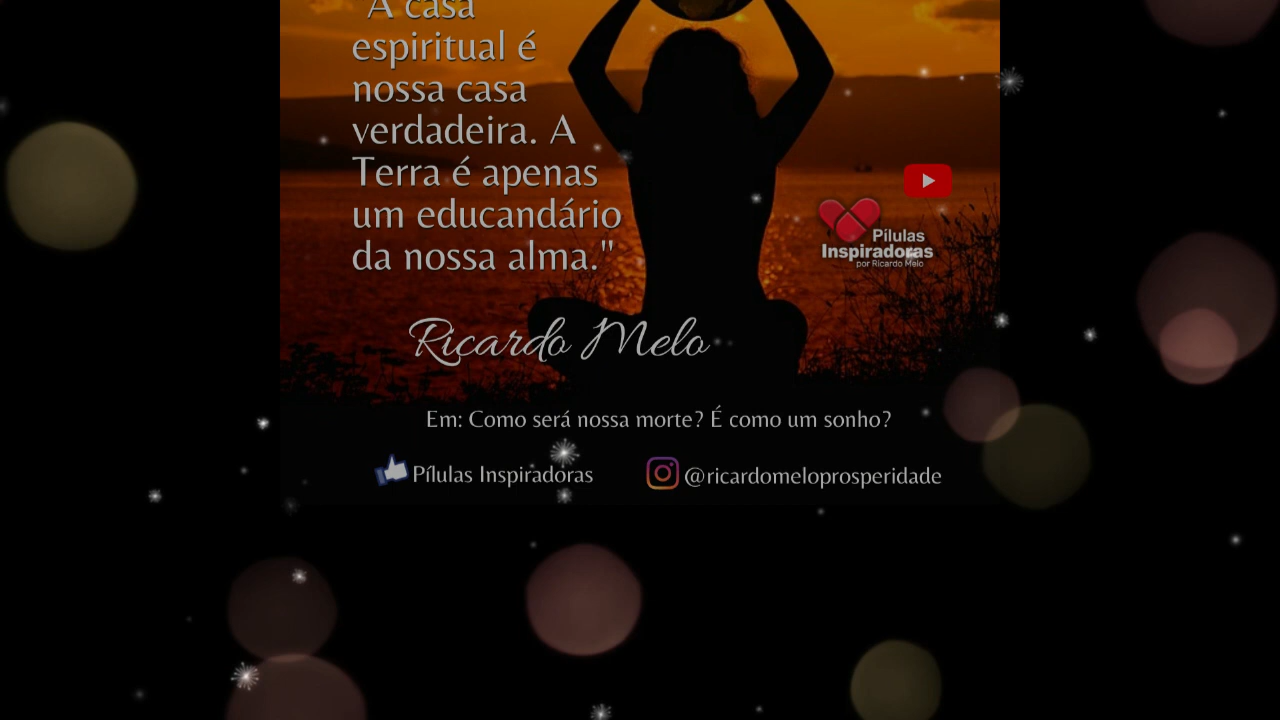 "A casa
espiritual é
nossa casa
verdadeira. A
Terra é apenas
um educandário
da nossa alma."
Pílulas
Inspiradoras
por Ricardo Melo
Ricardo Melo
Em: Como será nossa morte? É como um sonho?
Pílulas Inspiradoras
@ricardomeloprosperidade